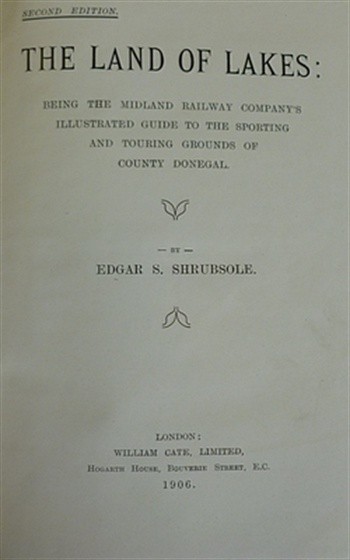 SECOND EDITION.
THE LAND OF LAKES:
BEING THE MIDLAND RAILWAY COMPANY'S
ILLUSTRATED GUIDE TO THE SPORTING
AND TOURING GROUNDS OF
COUNTY DONEGAL.
— BY —
EDGAR S. SHRUBSOLE.
LONDON:
WILLIAM CATE, LIMITED,
HOGARTH HOUSE, BOUVERIE STREET, E.C.
1906.